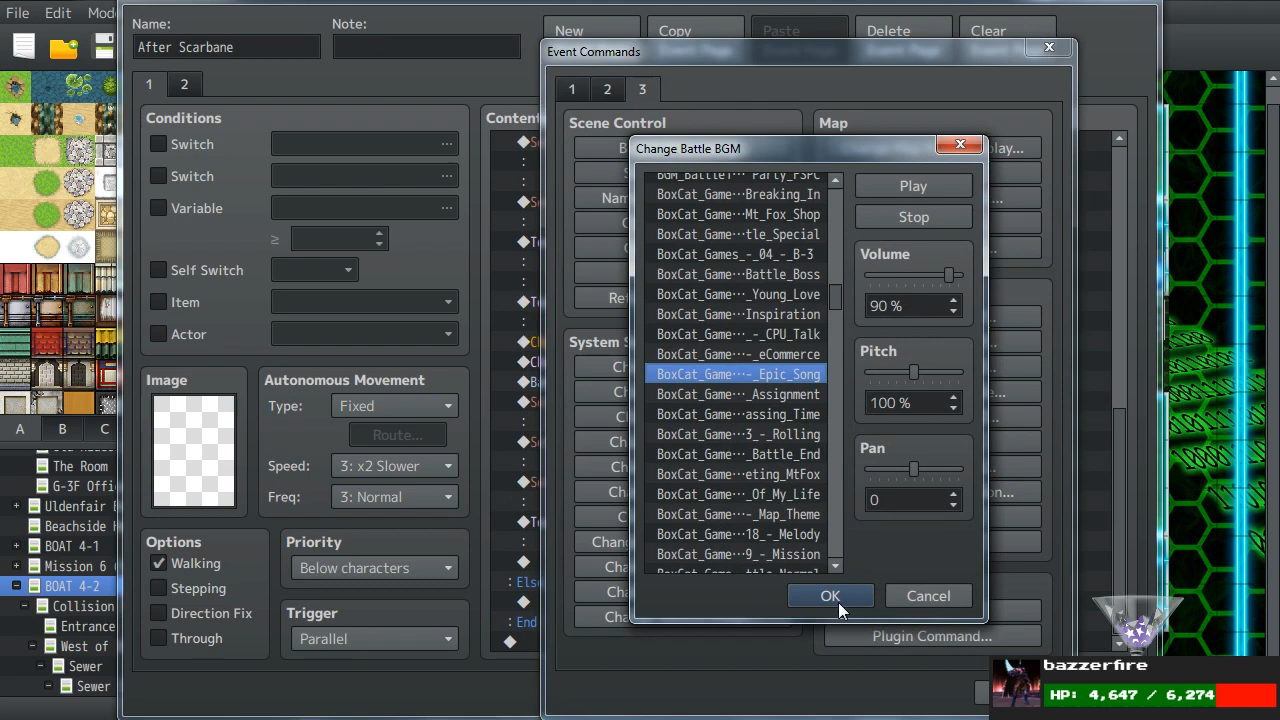 File Edit Mod
Name:
After Scarbane
Note:
New
Copy
Paste
Delete
Clear
Event Commands
1 2
1 2 3
Conditions
Switch ...
Switch ...
Variable ...
≥
Self Switch
Item
Actor
Content
Image
Autonomous Movement
Type: Fixed
Route...
Speed: 3: x2 Slower
Freq: 3: Normal
Options
Walking
Stepping
Direction Fix
Through
Priority
Below characters
Trigger
Parallel
: Else
: End
Scene Control
Map
Change Battle BGM
BGM_Battle
BoxCat_Game···Breaking_In
BoxCat_Game···Mt_Fox_Shop
BoxCat_Game···tle_Special
BoxCat_Games_-_04_-_B-3
BoxCat_Game···Battle_Boss
BoxCat_Game···_Young_Love
BoxCat_Game···Inspiration
BoxCat_Game···_-_CPU_Talk
BoxCat_Game···-_eCommerce
BoxCat_Game···-_Epic_Song
BoxCat_Game···_Assignment
BoxCat_Game···assing_Time
BoxCat_Game···3_-_Rolling
BoxCat_Game···_Battle_End
BoxCat_Game···eting_MtFox
BoxCat_Game···_Of_My_Life
BoxCat_Game···-_Map_Theme
BoxCat_Game···18_-_Melody
BoxCat_Game···9_-_Mission
Play
Stop
Volume
90 %
Pitch
100 %
Pan
0
OK
Cancel
Plugin Command...
A B C
The Room
G-3F Offi
Uldenfair
Beachside H
BOAT 4-1
Mission 6
BOAT 4-2
Collision
Entrance
West of
Sewer
Sewer
bazzerfire
HP: 4,647 / 6,274